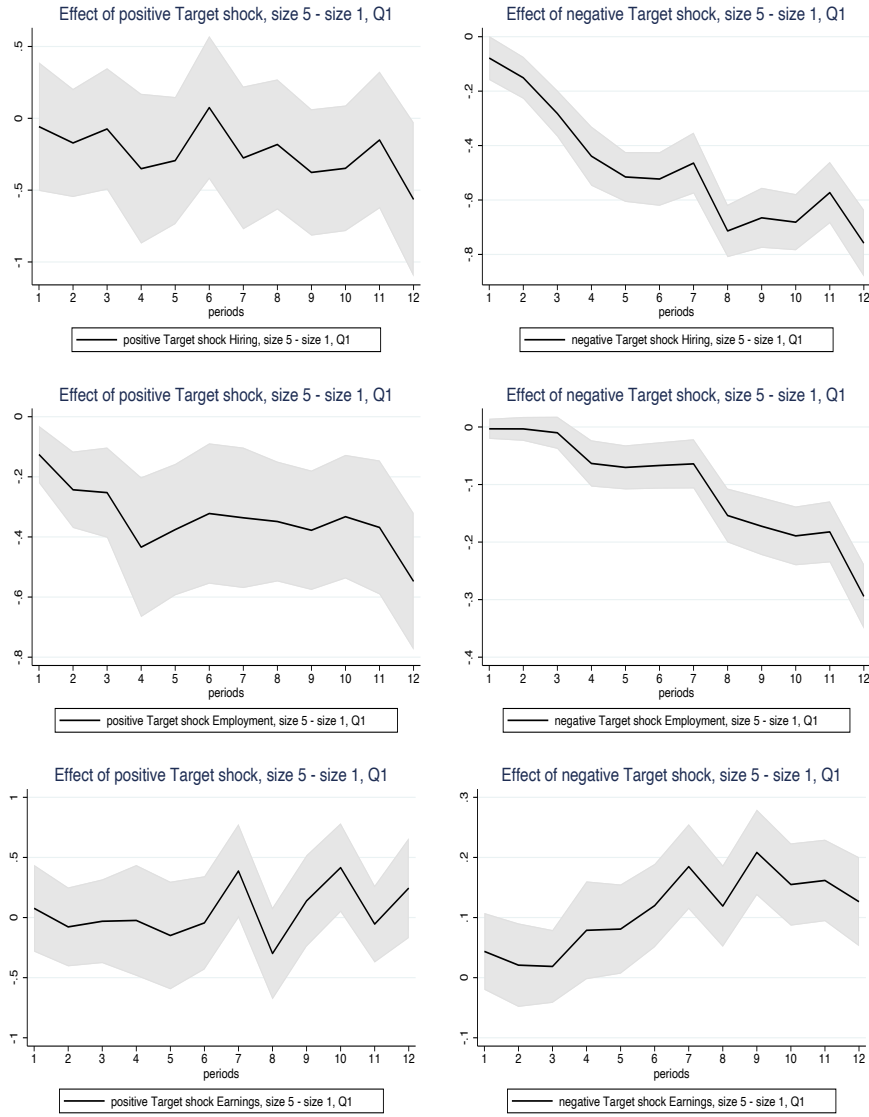 Effect of positive Target shock, size 5 - size 1, Q1
.5
0
-.5
-1
1 2 3 4 5 6 7 8 9 10 11 12
periods
positive Target shock Hiring, size 5 - size 1, Q1
Effect of negative Target shock, size 5 - size 1, Q1
0
-.2
-.4
-.6
-.8
1 2 3 4 5 6 7 8 9 10 11 12
periods
negative Target shock Hiring, size 5 - size 1, Q1
Effect of positive Target shock, size 5 - size 1, Q1
0
-.2
-.4
-.6
-.8
1 2 3 4 5 6 7 8 9 10 11 12
periods
positive Target shock Employment, size 5 - size 1, Q1
Effect of negative Target shock, size 5 - size 1, Q1
0
-.1
-.2
-.3
-.4
1 2 3 4 5 6 7 8 9 10 11 12
periods
negative Target shock Employment, size 5 - size 1, Q1
Effect of positive Target shock, size 5 - size 1, Q1
1
.5
0
-.5
-1
1 2 3 4 5 6 7 8 9 10 11 12
periods
positive Target shock Earnings, size 5 - size 1, Q1
Effect of negative Target shock, size 5 - size 1, Q1
.3
.2
.1
0
-.1
1 2 3 4 5 6 7 8 9 10 11 12
periods
negative Target shock Earnings, size 5 - size 1, Q1